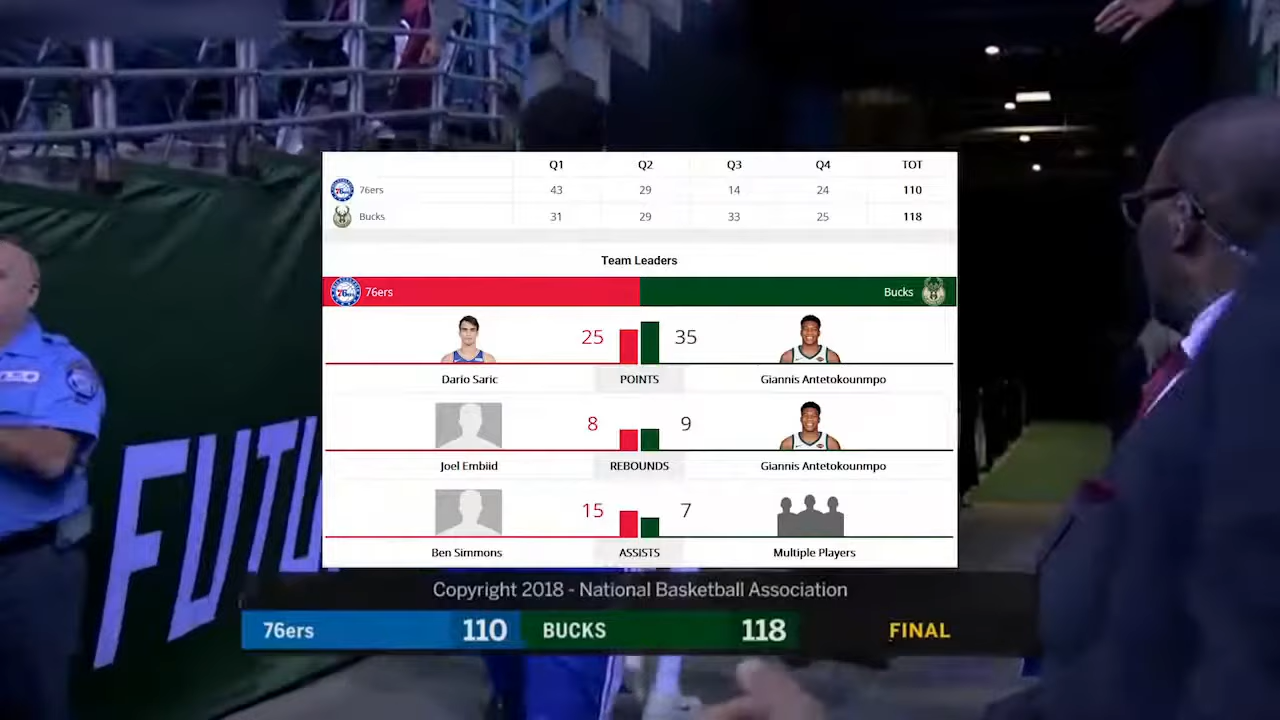 Q1 Q2 Q3 Q4 TOT
76ers 43 29 14 24 110
Bucks 31 29 33 25 118
Team Leaders
76ers Bucks
25 35
Dario Saric POINTS Giannis Antetokounmpo
8 9
Joel Embiid REBOUNDS Giannis Antetokounmpo
15 7
Ben Simmons ASSISTS Multiple Players
FUTU
Copyright 2018 - National Basketball Association
76ers 110 BUCKS 118 FINAL